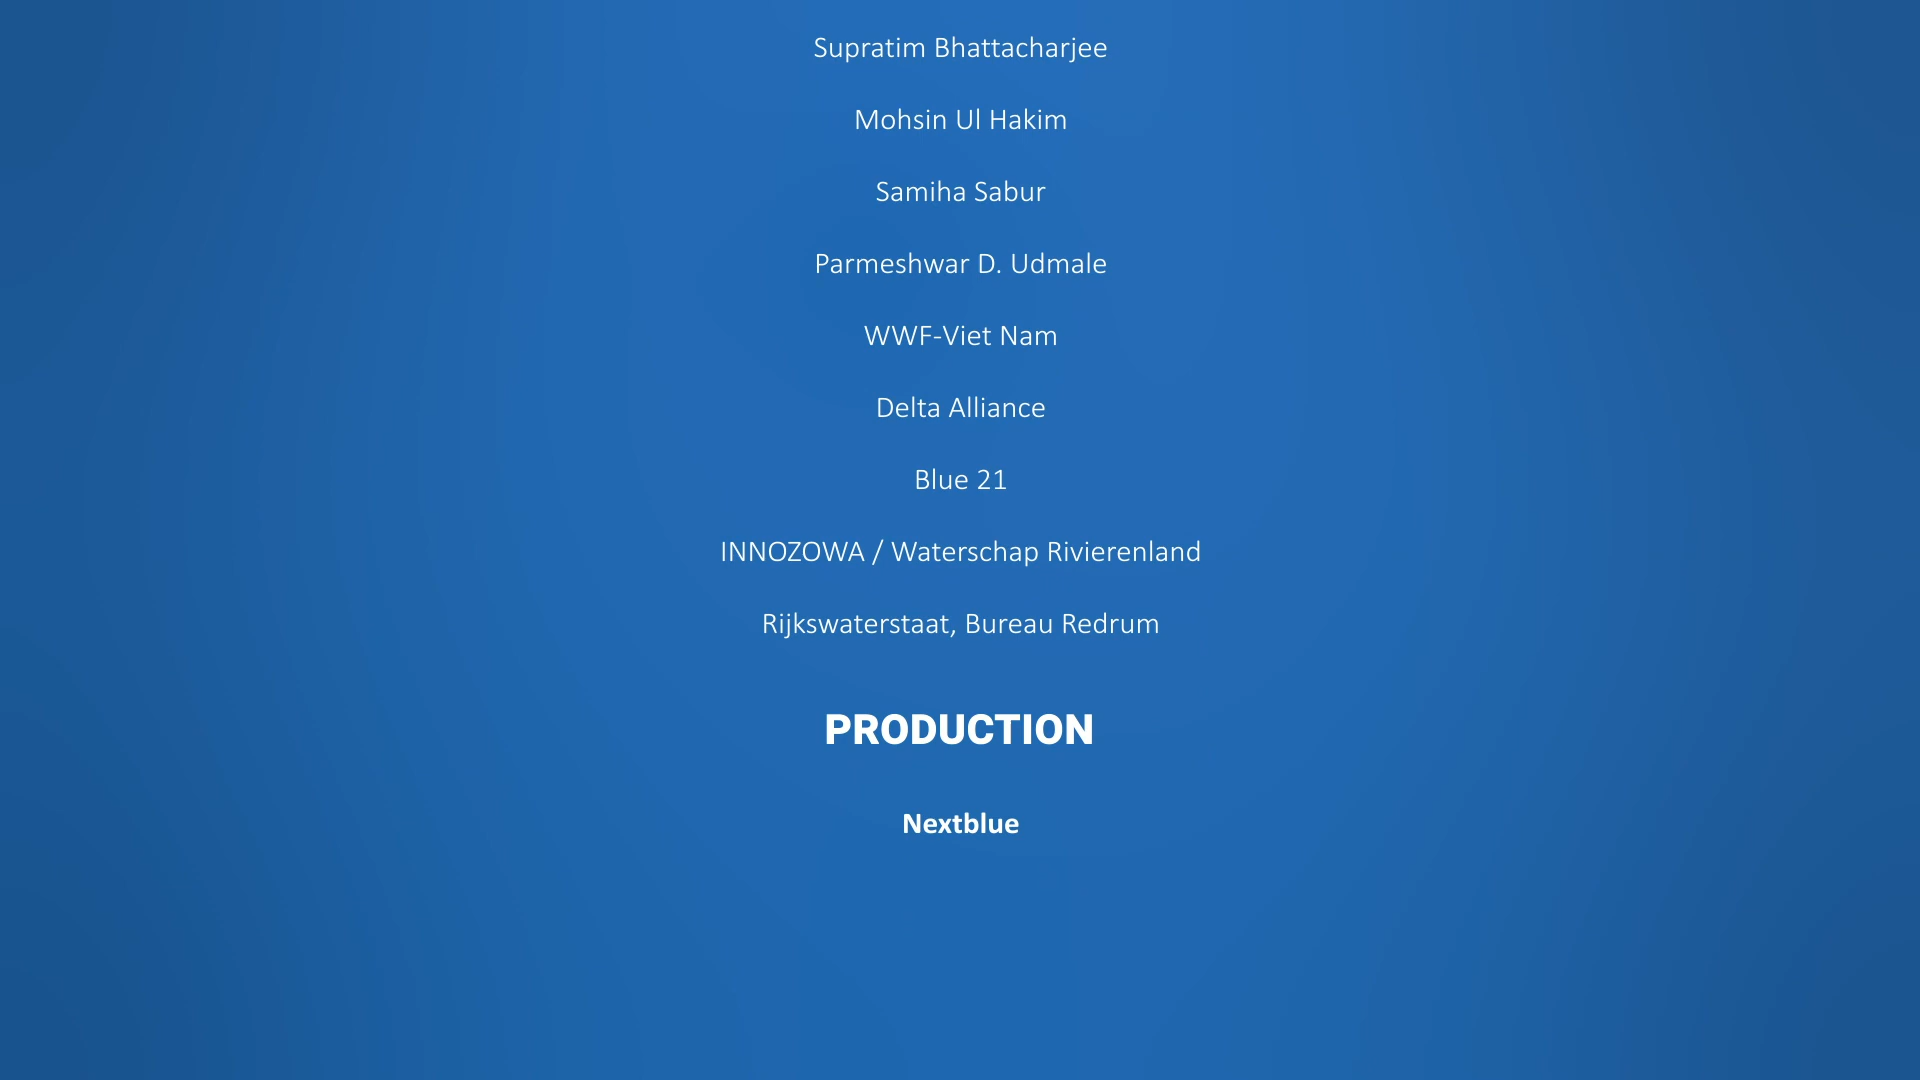 Supratim Bhattacharjee
Mohsin Ul Hakim
Samiha Sabur
Parmeshwar D. Udmale
WWF-Viet Nam
Delta Alliance
Blue 21
INNOZOWA / Waterschap Rivierenland
Rijkswaterstaat, Bureau Redrum
PRODUCTION
Nextblue